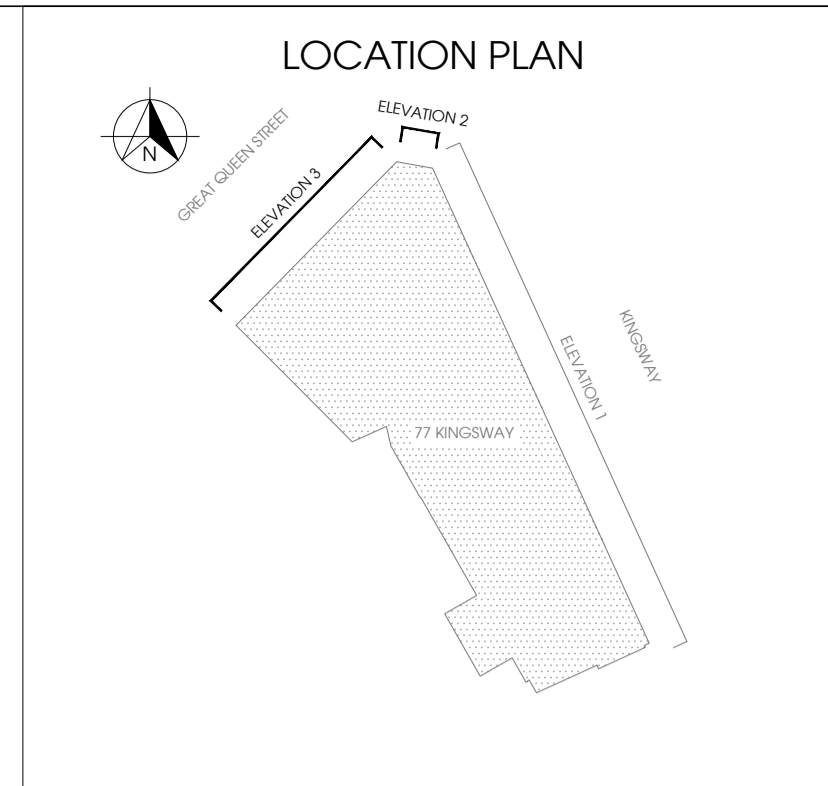 LOCATION PLAN
ELEVATION 2
N
GREAT QUEEN STREET
ELEVATION 3
KINGSWAY
ELEVATION 1
77 KINGSWAY